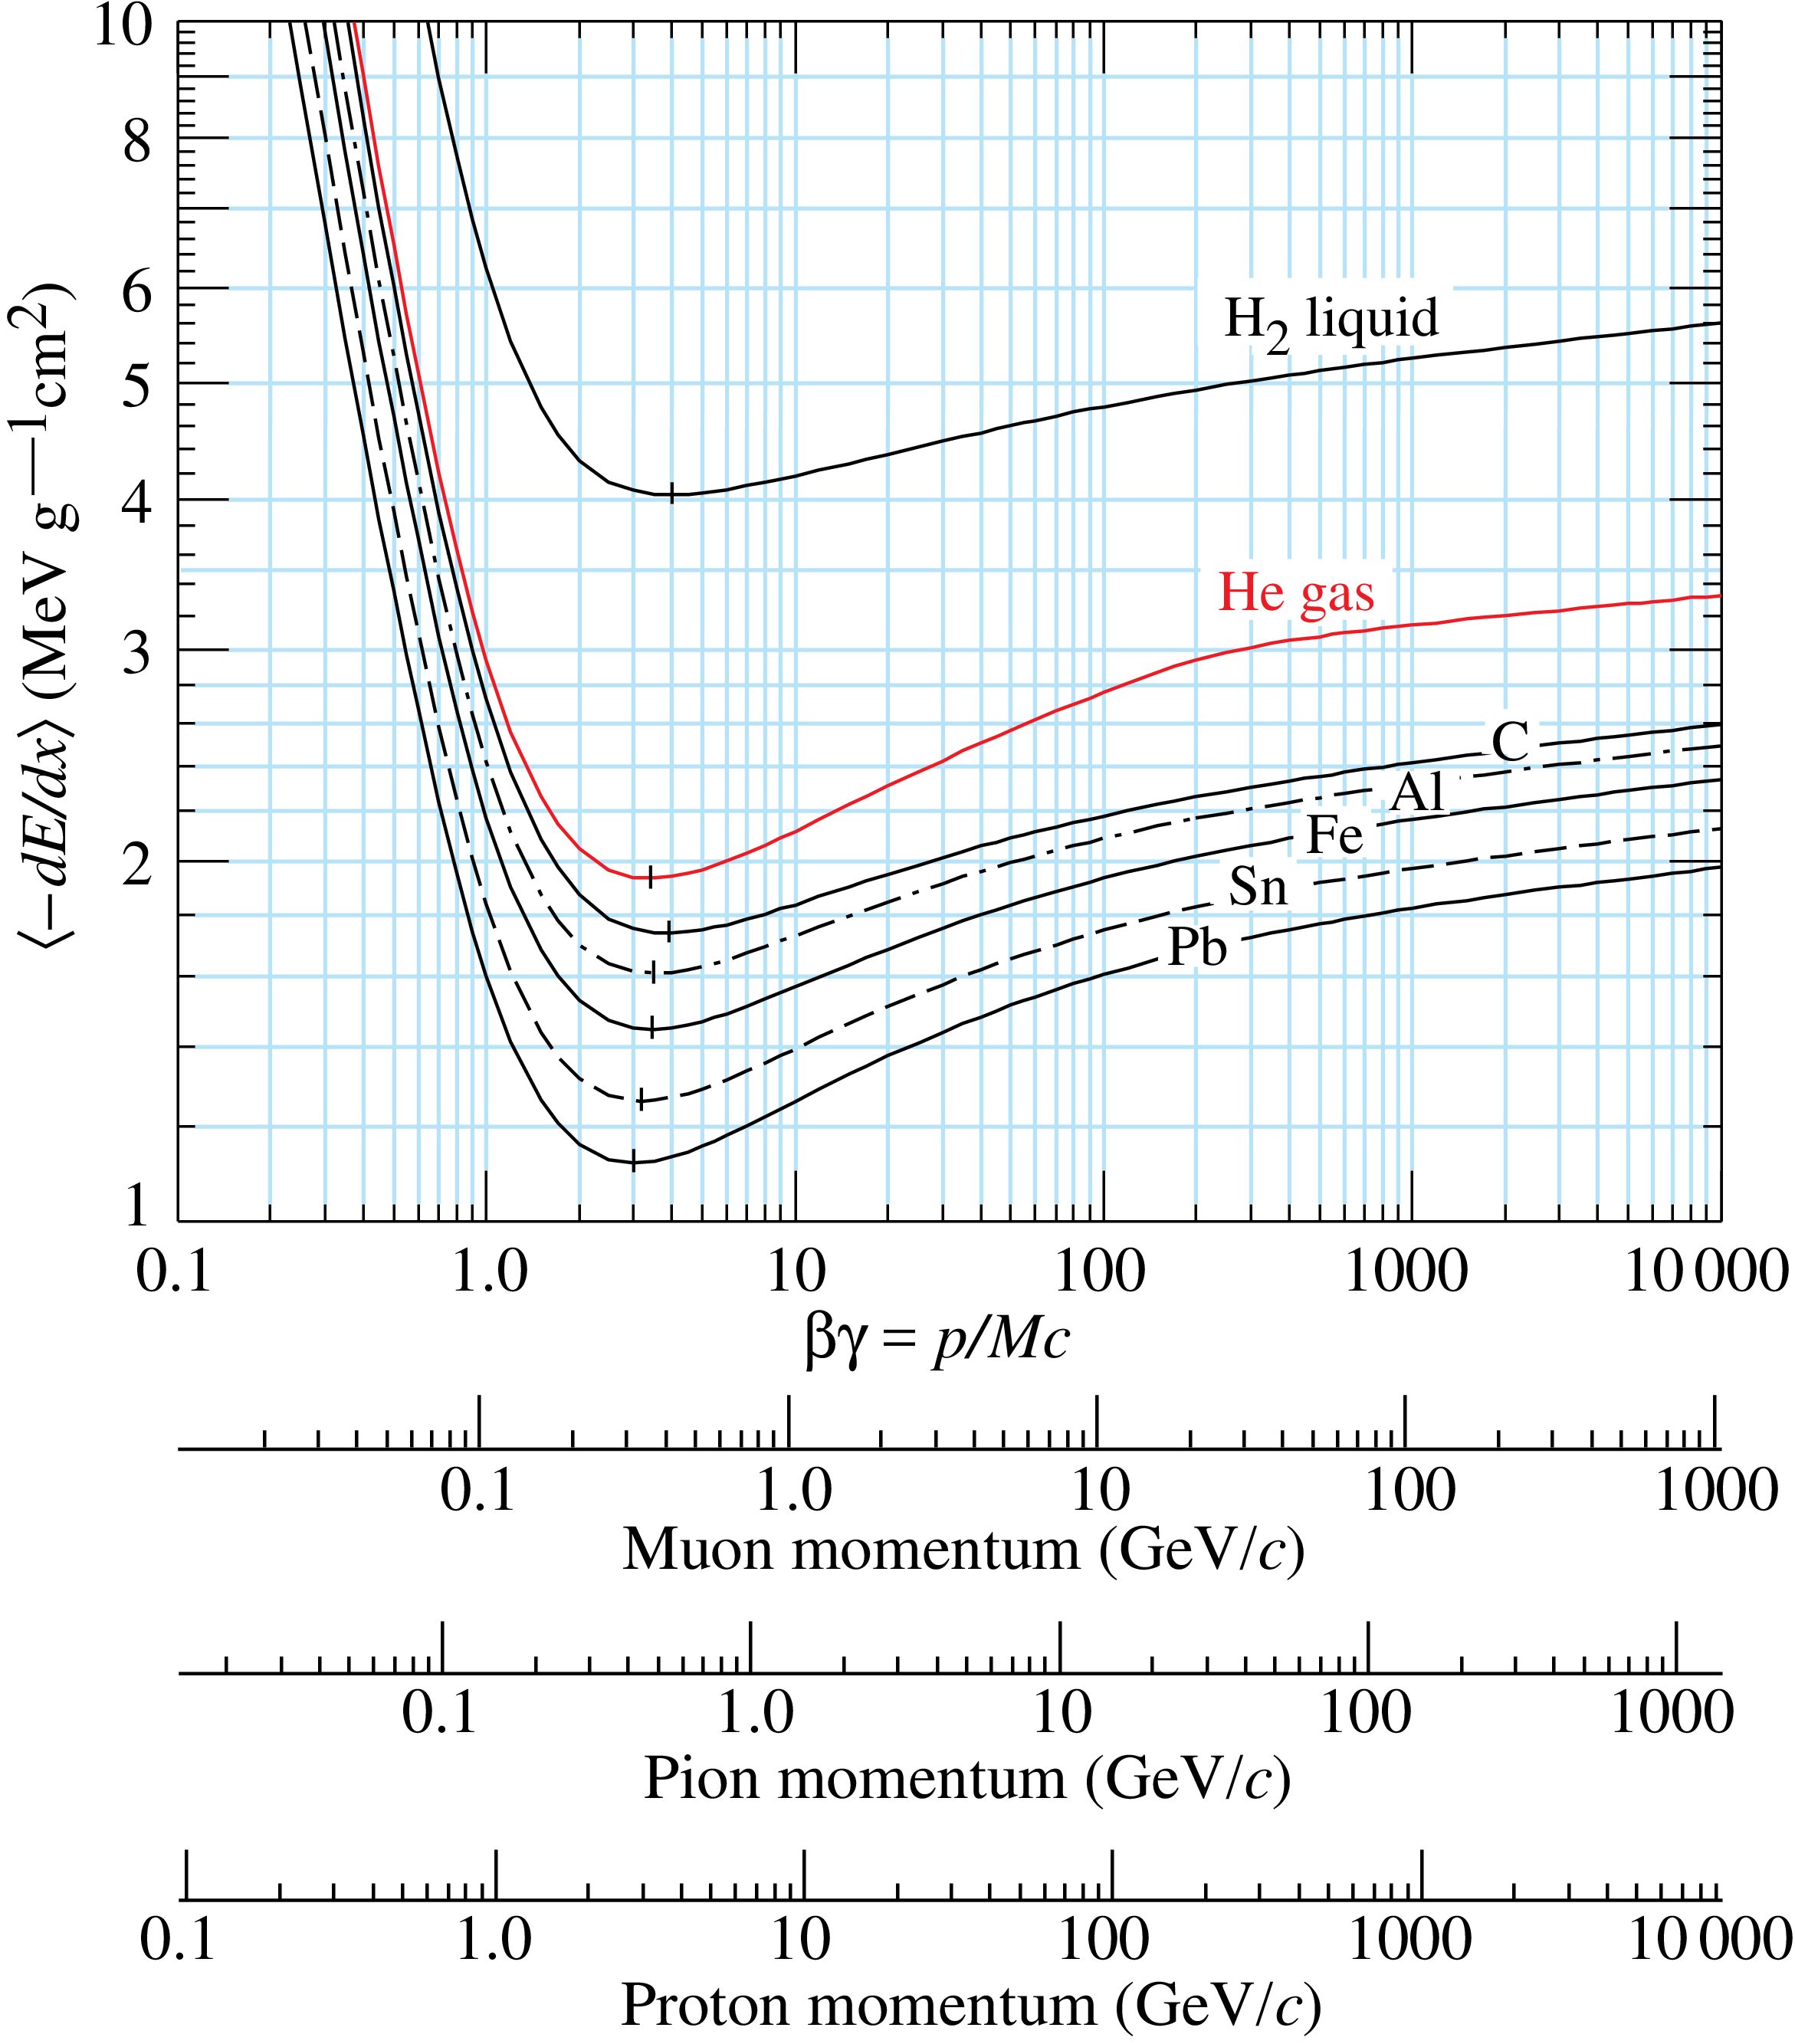 10
8
6
5
4
3
2
1
⟨–dE/dx⟩ (MeV g—1cm2)
H2 liquid
He gas
C
Al
Fe
Sn
Pb
0.1 1.0 10 100 1000 10 000
βγ = p/Mc
0.1 1.0 10 100 1000
Muon momentum (GeV/c)
0.1 1.0 10 100 1000
Pion momentum (GeV/c)
0.1 1.0 10 100 1000 10 000
Proton momentum (GeV/c)